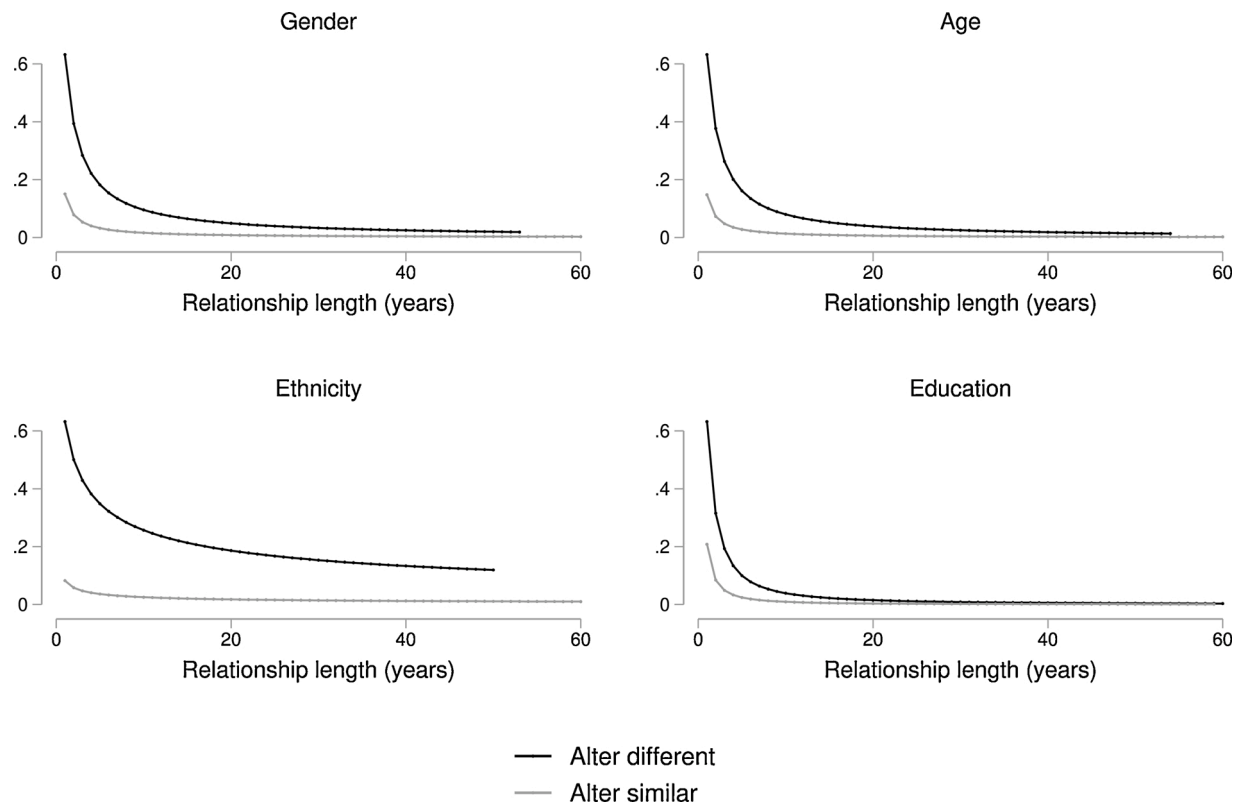 Gender
.6
.4
.2
0
0 20 40 60
Relationship length (years)
Age
.6
.4
.2
0
0 20 40 60
Relationship length (years)
Ethnicity
.6
.4
.2
0
0 20 40 60
Relationship length (years)
Education
.6
.4
.2
0
0 20 40 60
Relationship length (years)
Alter different
Alter similar